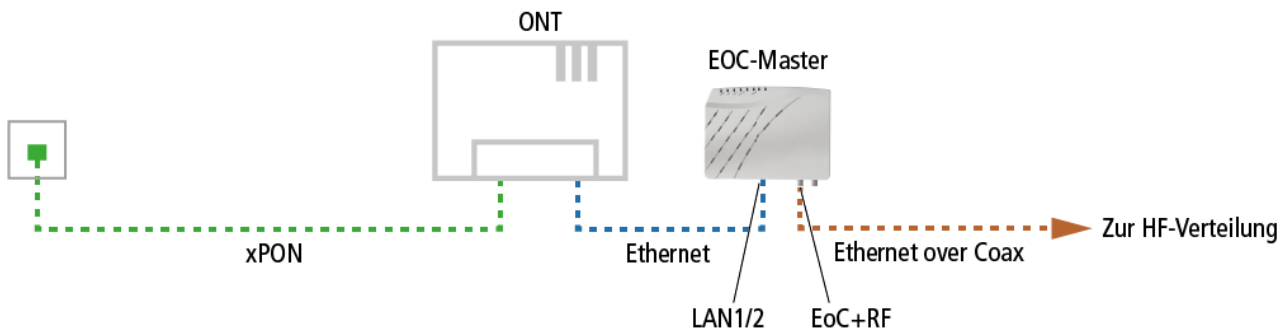 ONT
EOC-Master
xPON
Ethernet
Ethernet over Coax
Zur HF-Verteilung
LAN1/2
EoC+RF